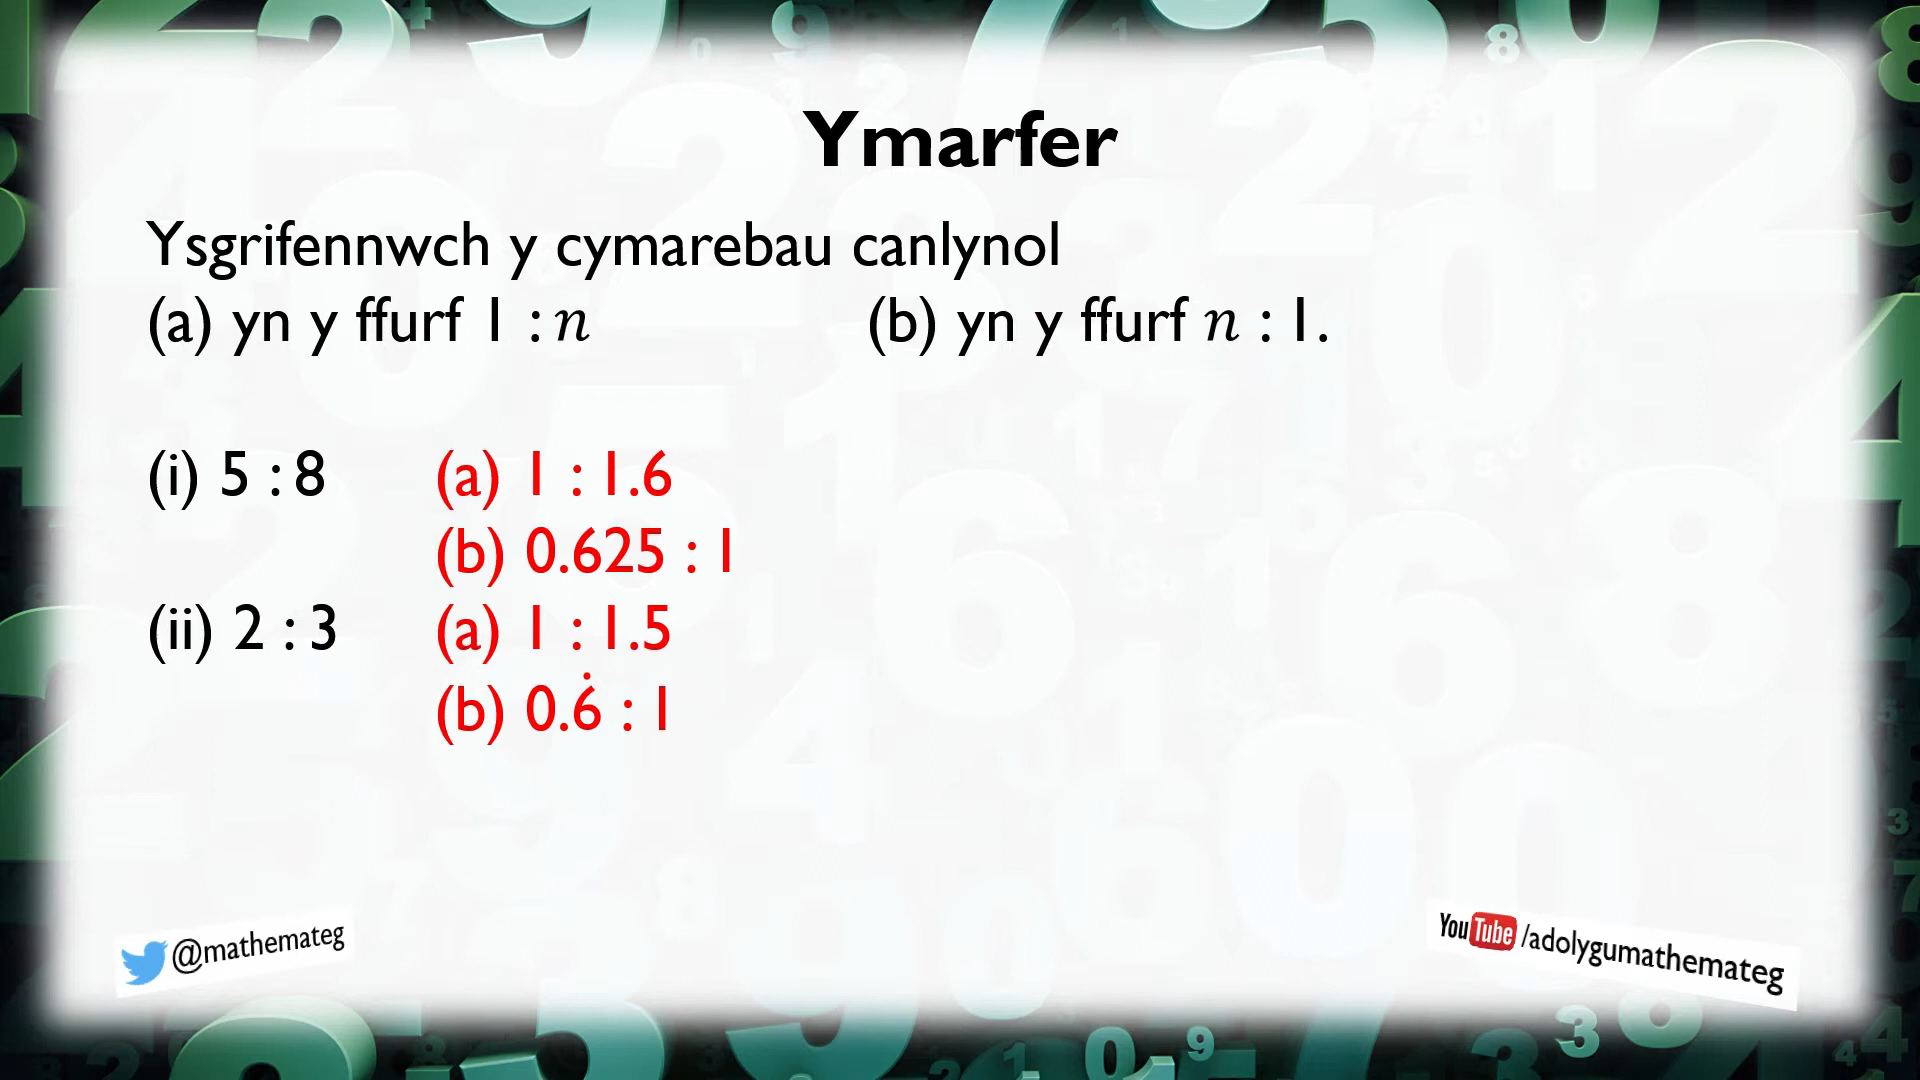 Ymarfer
Ysgrifennwch y cymarebau canlynol
(a) yn y ffurf 1 : n (b) yn y ffurf n : 1.
(i) 5 : 8 (a) 1 : 1.6
(b) 0.625 : 1
(ii) 2 : 3 (a) 1 : 1.5
(b) 0.6̇ : 1
@mathemateg
YouTube /adolygumathemateg